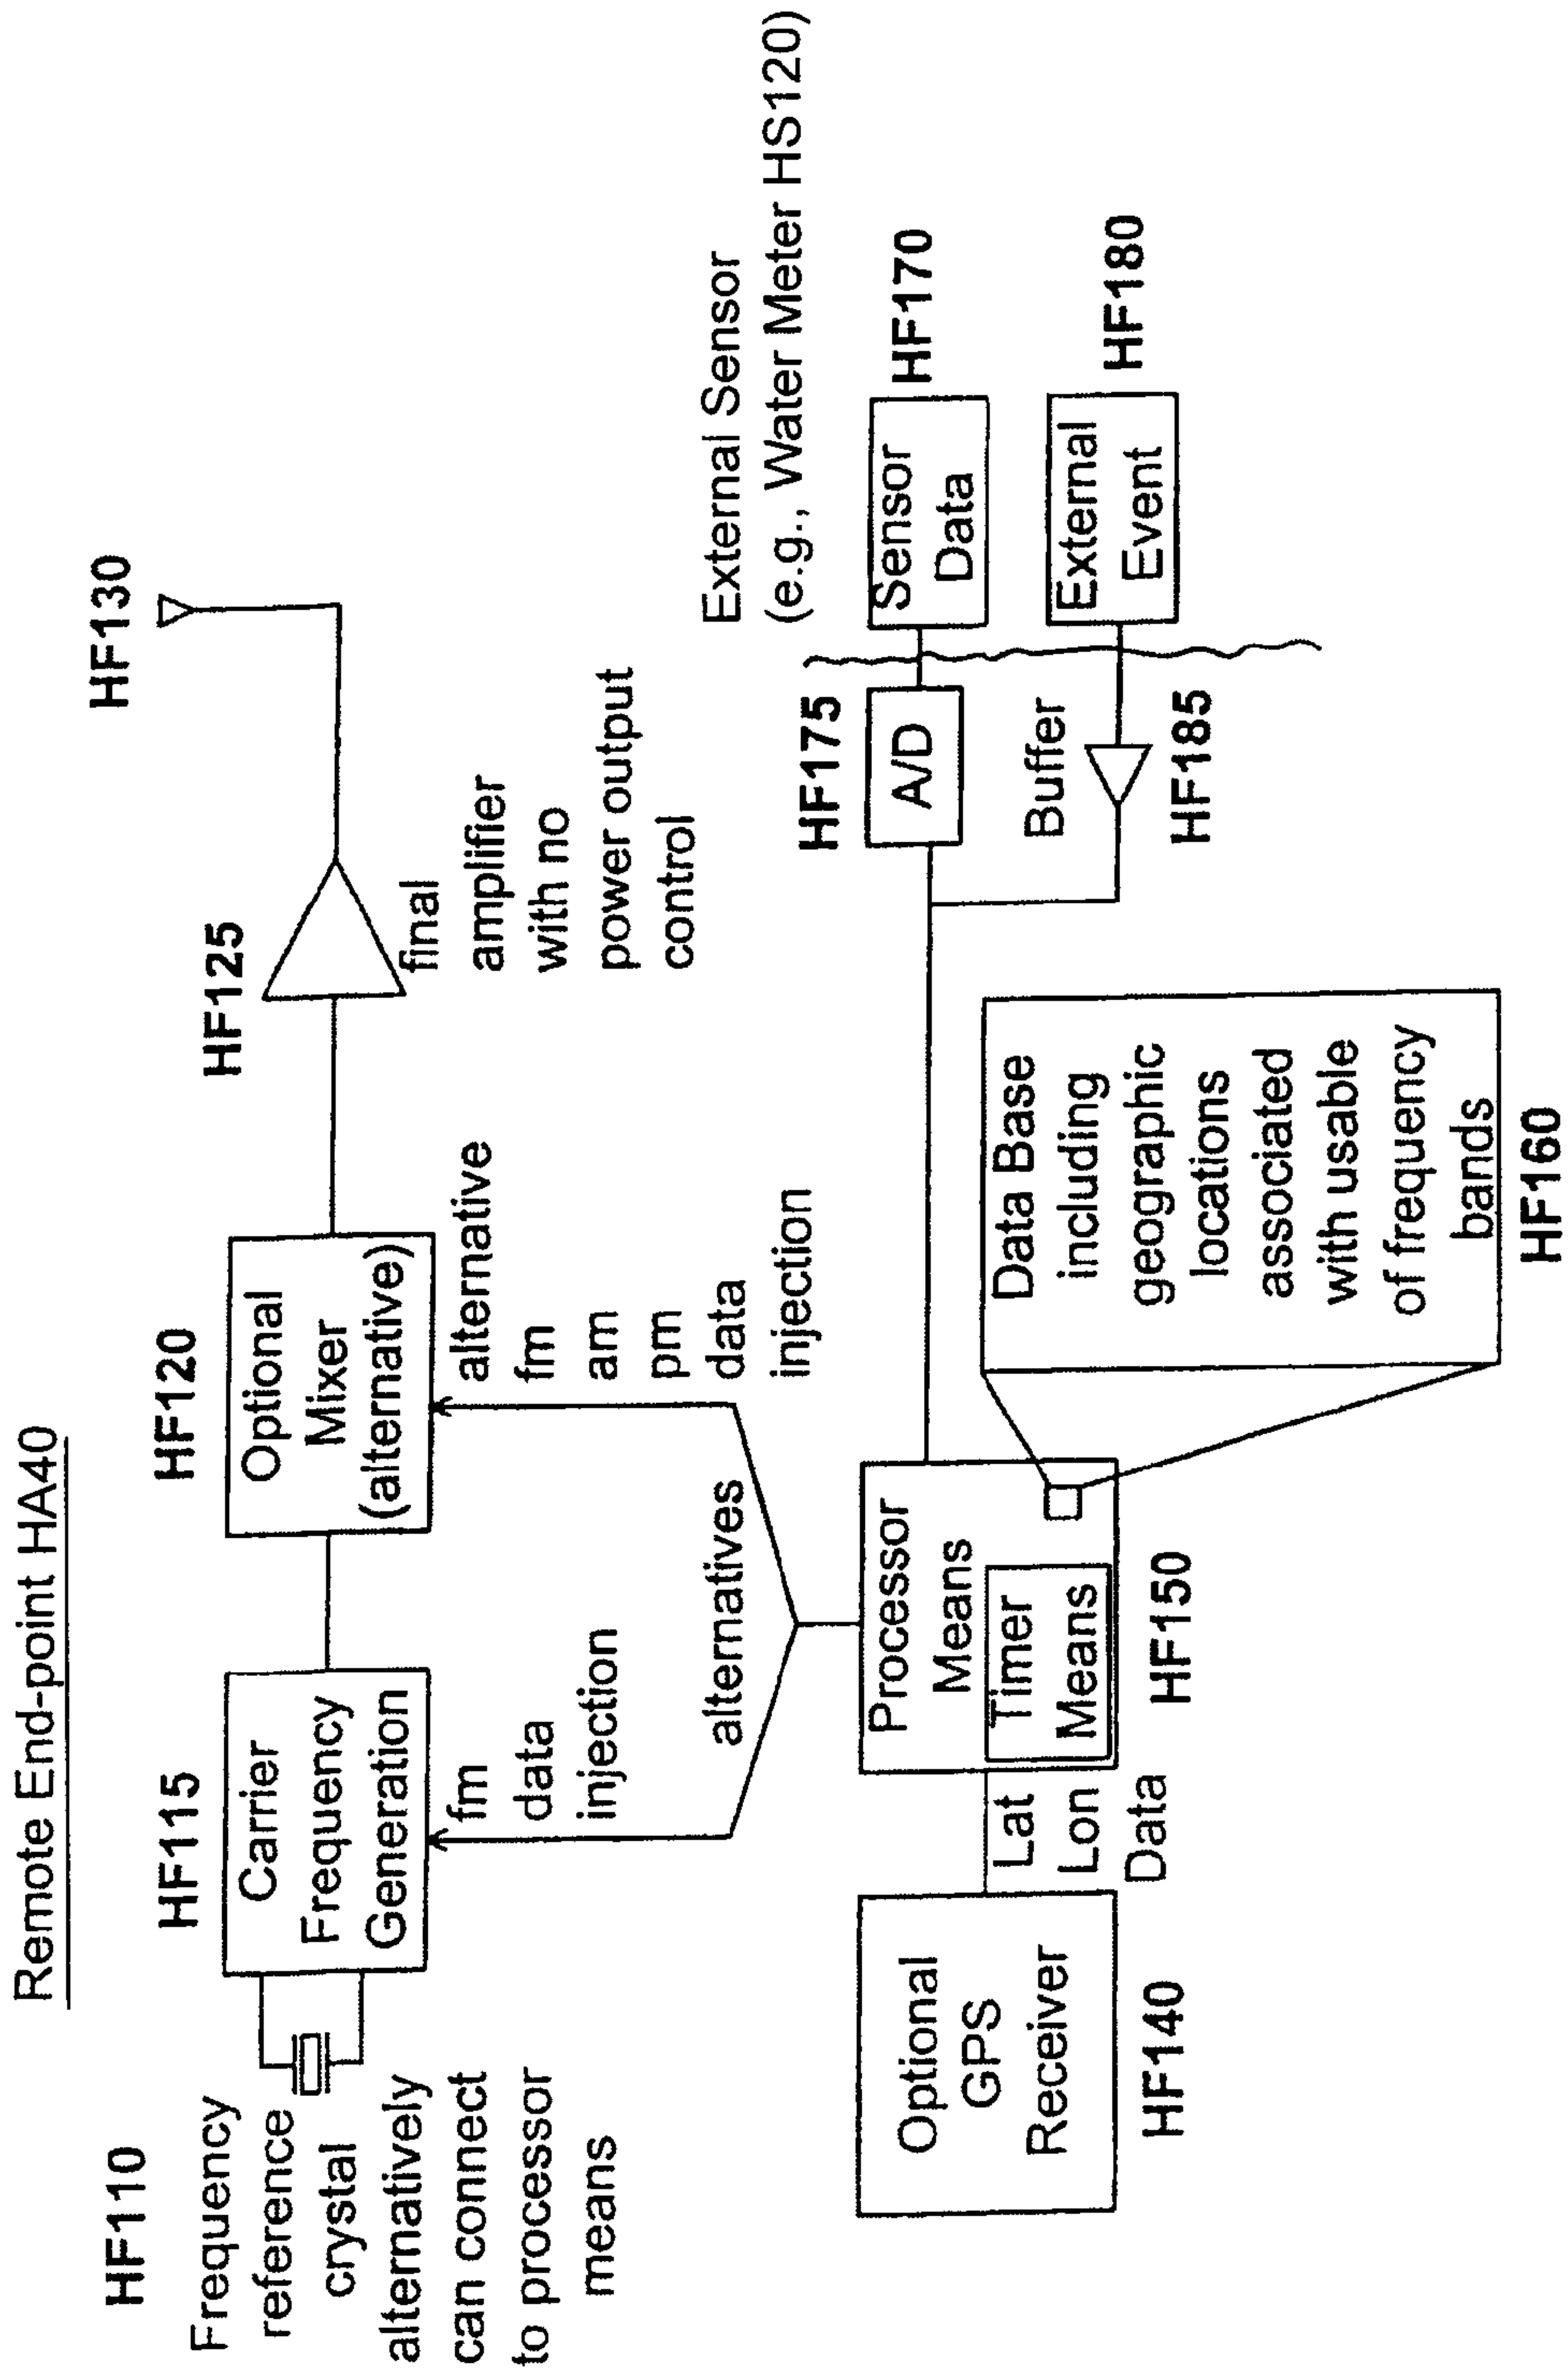 Remote End-point HA40
HF110
Frequency
reference
crystal
alternatively
can connect
to processor
means
HF115
Carrier
Frequency
Generation
fm
data
injection
HF120
Optional
Mixer
(alternative)
alternative
fm
am
pm
data
injection
alternatives
HF125
final
amplifier
with no
power output
control
HF130
External Sensor
(e.g., Water Meter HS120)
Optional
GPS
Receiver
HF140
Lat
Lon
Data
Processor
Means
Timer
Means
HF150
Data Base
including
geographic
locations
associated
with usable
of frequency
bands
HF160
HF175
A/D
Buffer
HF185
Sensor
Data
HF170
External
Event
HF180